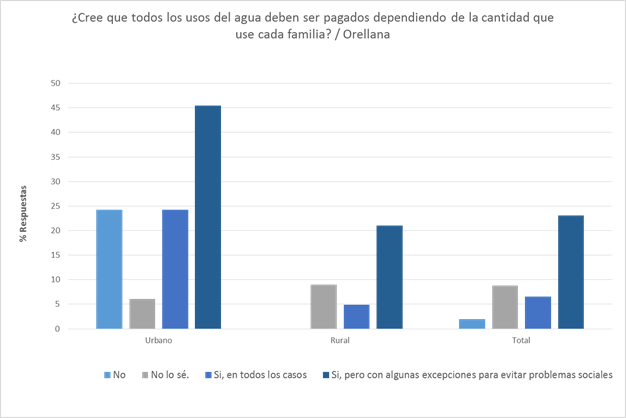 ¿Cree que todos los usos del agua deben ser pagados dependiendo de la cantidad que
use cada familia? / Orellana
50
45
40
35
30
25
20
15
10
5
0
% Respuestas
Urbano Rural Total
No No lo sé. Si, en todos los casos Si, pero con algunas excepciones para evitar problemas sociales